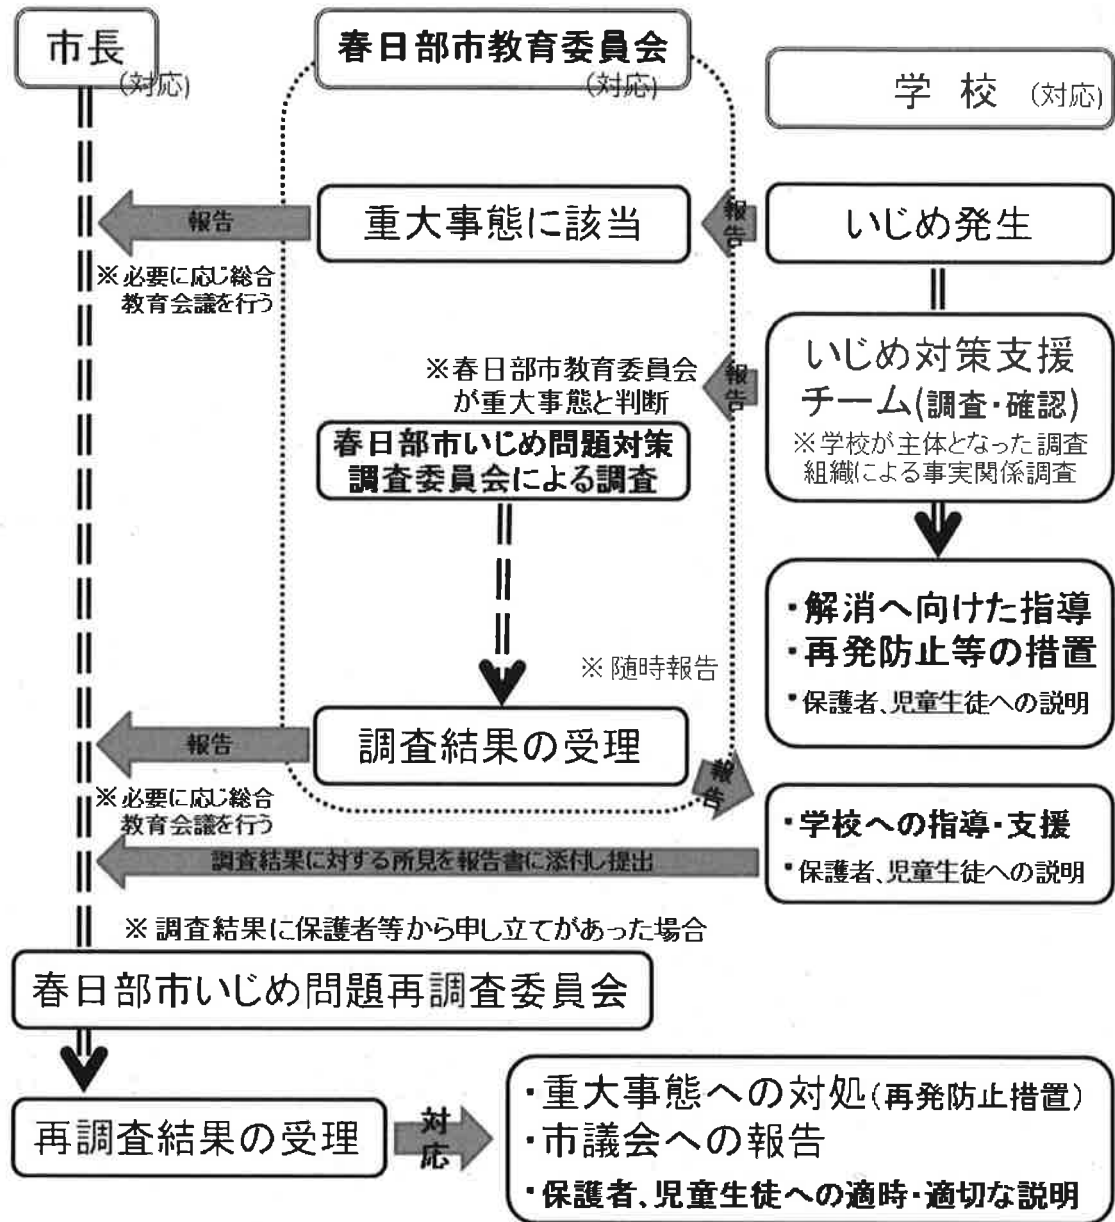 市長
(対応)
春日部市教育委員会
(対応)
学 校 (対応)
報告
重大事態に該当
報告
いじめ発生
※必要に応じ総合
教育会議を行う
※春日部市教育委員会
が重大事態と判断
報告
いじめ対策支援
チーム(調査・確認)
※学校が主体となった調査
組織による事実関係調査
春日部市いじめ問題対策
調査委員会による調査
・解消へ向けた指導
・再発防止等の措置
・保護者、児童生徒への説明
※随時報告
報告
調査結果の受理
報告
※必要に応じ総合
教育会議を行う
・学校への指導・支援
・保護者、児童生徒への説明
調査結果に対する所見を報告書に添付し提出
※調査結果に保護者等から申し立てがあった場合
春日部市いじめ問題再調査委員会
再調査結果の受理
対応
・重大事態への対処(再発防止措置)
・市議会への報告
・保護者、児童生徒への適時・適切な説明